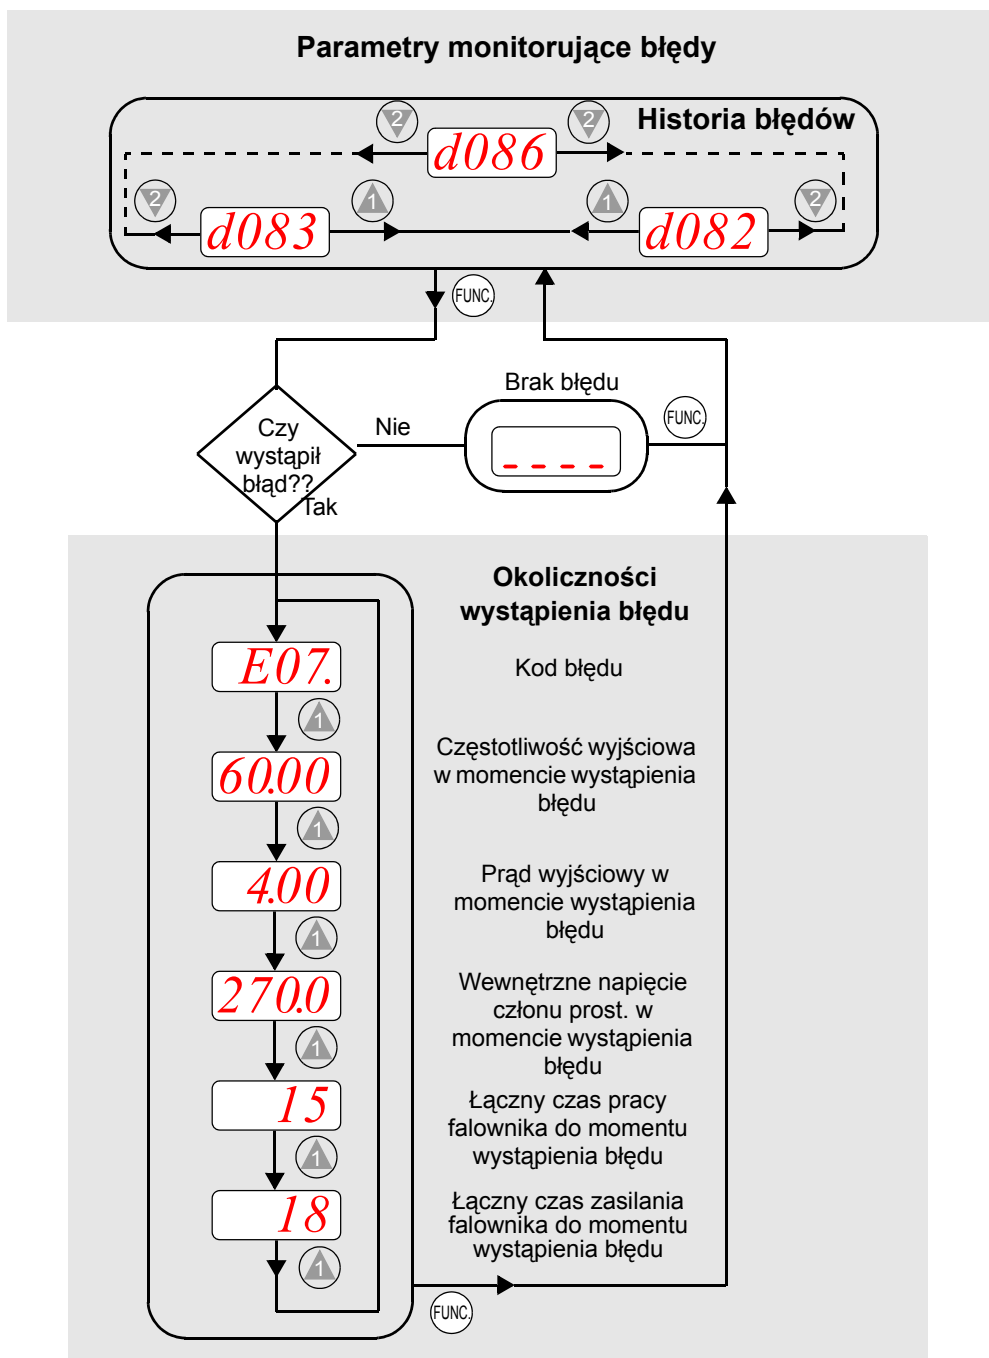 Parametry monitorujące błędy
Historia błędów
2 2
d086
2 1 1 2
d083 d082
FUNC.
Brak błędu
Czy
wystąpił
błąd??
Nie
FUNC.
_ _ _ _
Tak
Okoliczności
wystąpienia błędu
E07.
Kod błędu
1
60.00
Częstotliwość wyjściowa
w momencie wystąpienia
błędu
1
4.00
Prąd wyjściowy w
momencie wystąpienia
błędu
1
270.0
Wewnętrzne napięcie
członu prost. w
momencie wystąpienia
błędu
1
15
Łączny czas pracy
falownika do momentu
wystąpienia błędu
1
18
Łączny czas zasilania
falownika do momentu
wystąpienia błędu
1
FUNC.